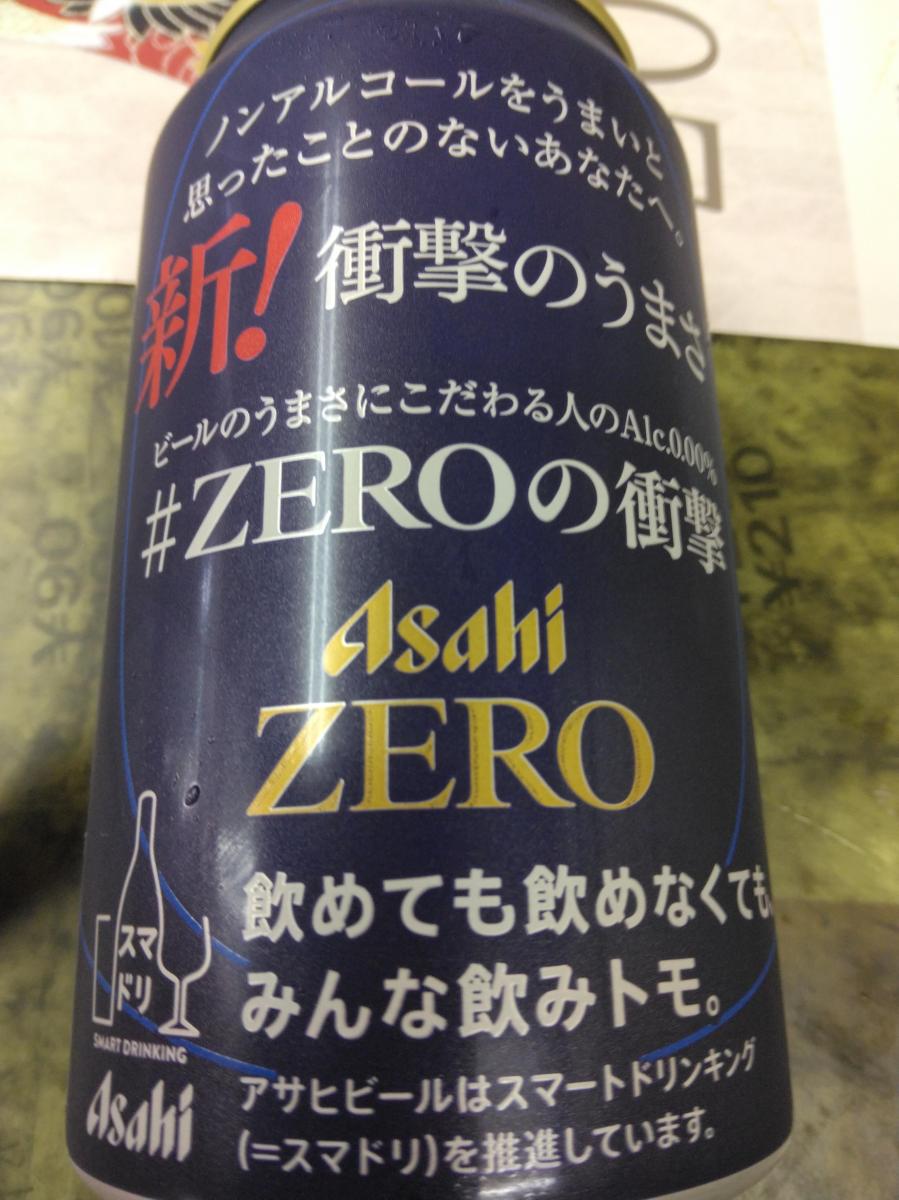 ノンアルコールをうまいと
思ったことのないあなたへ。
新! 衝撃のうまさ
ビールのうまさにこだわる人のAlc.0.00%
#ZEROの衝撃
Asahi
ZERO
飲めても飲めなくても、
みんな飲みトモ。
スマ
ドリ
SMART DRINKING
Asahi
アサヒビールはスマートドリンキング
(=スマドリ)を推進しています。
¥90
¥210